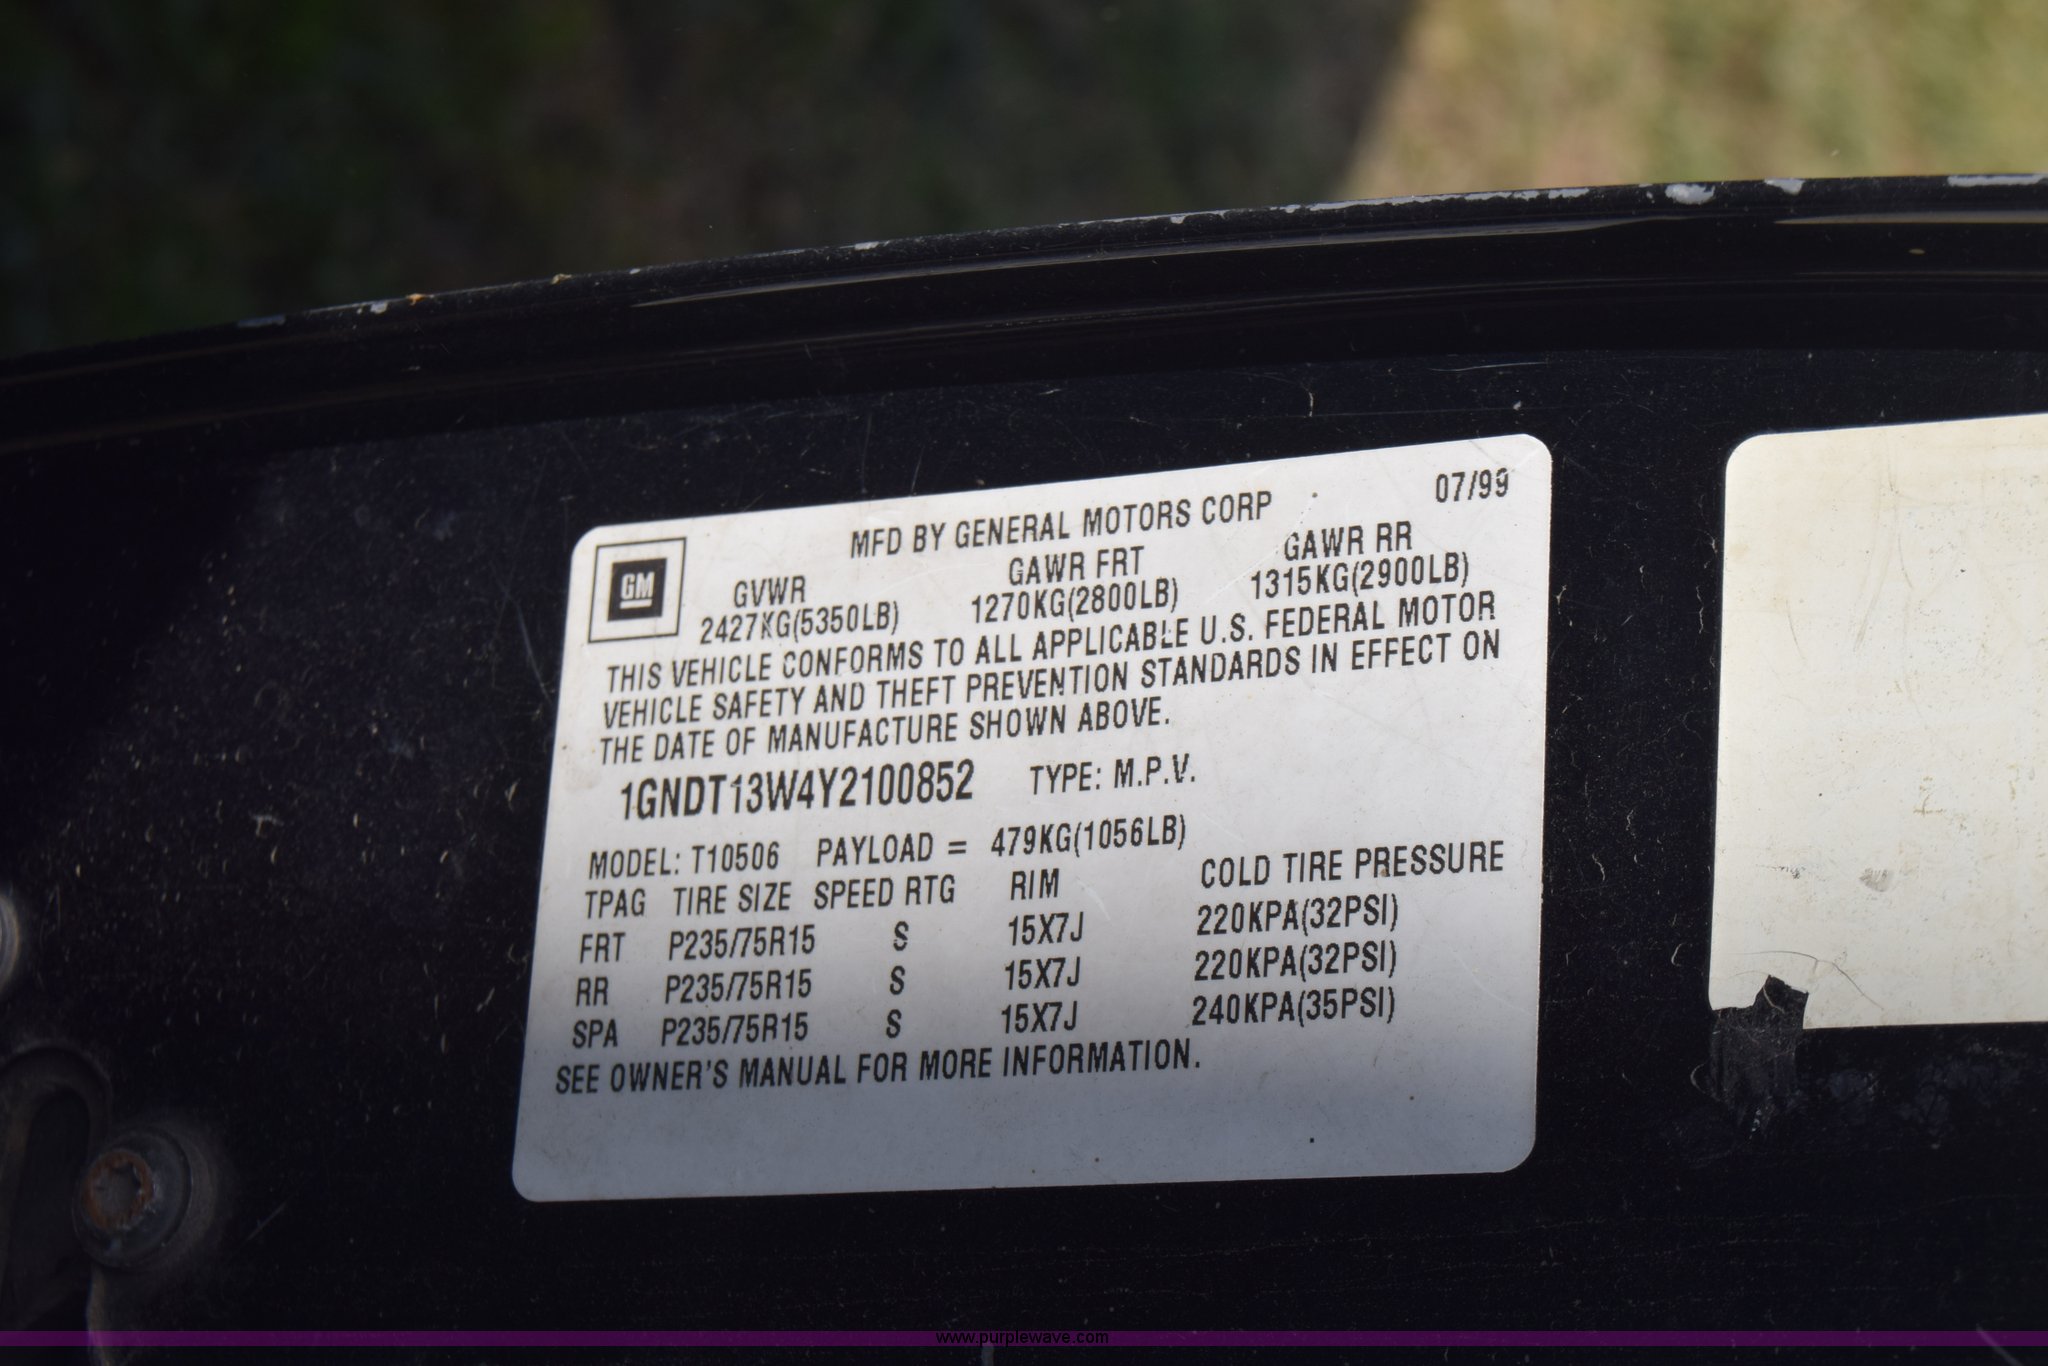 MFD BY GENERAL MOTORS CORP 07/99
GM
GVWR GAWR FRT GAWR RR
2427KG(5350LB) 1270KG(2800LB) 1315KG(2900LB)
THIS VEHICLE CONFORMS TO ALL APPLICABLE U.S. FEDERAL MOTOR
VEHICLE SAFETY AND THEFT PREVENTION STANDARDS IN EFFECT ON
THE DATE OF MANUFACTURE SHOWN ABOVE.
1GNDT13W4Y2100852 TYPE: M.P.V.
MODEL: T10506 PAYLOAD = 479KG(1056LB)
TPAG TIRE SIZE SPEED RTG RIM COLD TIRE PRESSURE
FRT P235/75R15 S 15X7J 220KPA(32PSI)
RR P235/75R15 S 15X7J 220KPA(32PSI)
SPA P235/75R15 S 15X7J 240KPA(35PSI)
SEE OWNER'S MANUAL FOR MORE INFORMATION.
www.purplewave.com